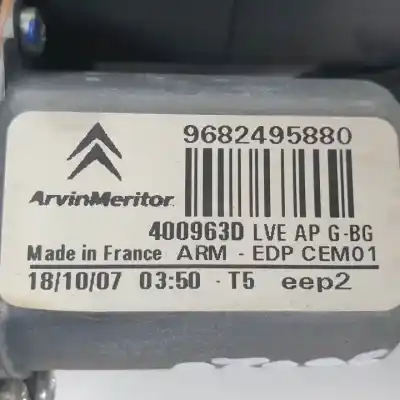 9682495880
ArvinMeritor
400963D LVE AP G-BG
Made in France ARM - EDP CEM01
18/10/07 03:50 - T5 eep2